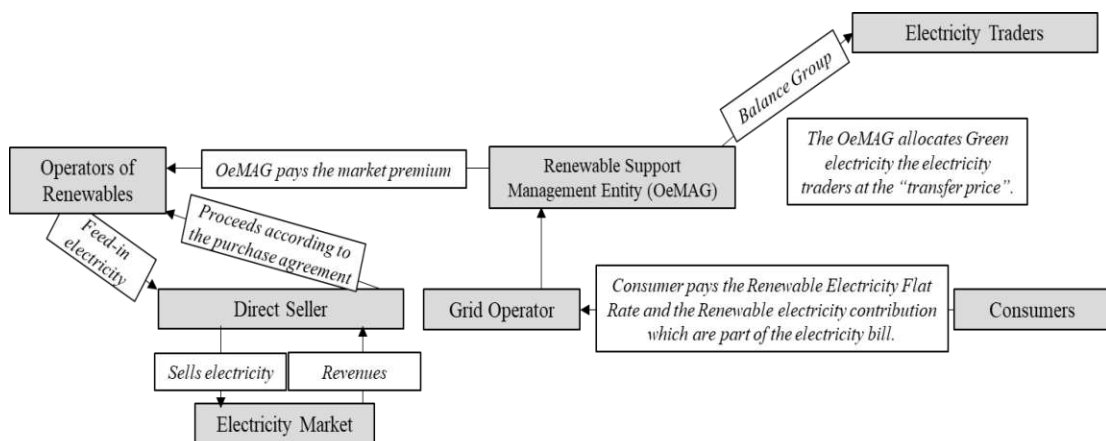 Electricity Traders
Balance Group
The OeMAG allocates Green
electricity the electricity
traders at the “transfer price”.
Operators of
Renewables
OeMAG pays the market premium
Renewable Support
Management Entity (OeMAG)
Feed-in
electricity
Proceeds according to
the purchase agreement
Direct Seller
Grid Operator
Consumer pays the Renewable Electricity Flat
Rate and the Renewable electricity contribution
which are part of the electricity bill.
Consumers
Sells electricity
Revenues
Electricity Market